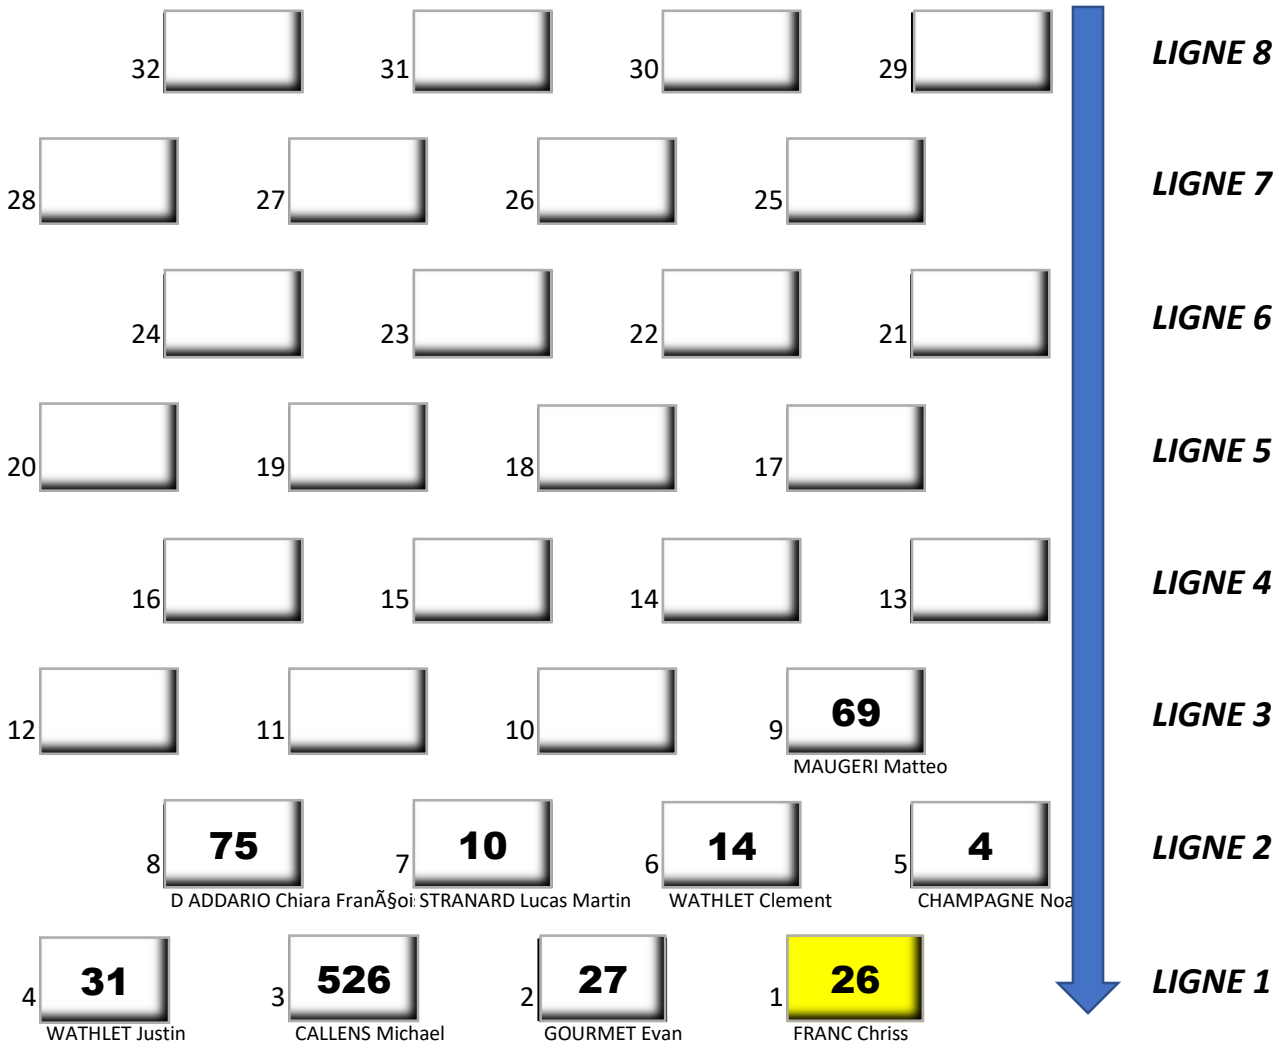 32 31 30 29 LIGNE 8
28 27 26 25 LIGNE 7
24 23 22 21 LIGNE 6
20 19 18 17 LIGNE 5
16 15 14 13 LIGNE 4
12 11 10 9 69 LIGNE 3
MAUGERI Matteo
8 75 7 10 6 14 5 4 LIGNE 2
D ADDARIO Chiara FranÃ§ois STRANARD Lucas Martin WATHLET Clement CHAMPAGNE Noa
4 31 3 526 2 27 1 26 LIGNE 1
WATHLET Justin CALLENS Michael GOURMET Evan FRANC Chriss